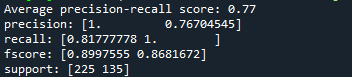 Average precision-recall score: 0.77
precision: [1.         0.76704545]
recall: [0.81777778 1.        ]
fscore: [0.8997555 0.8681672]
support: [225 135]